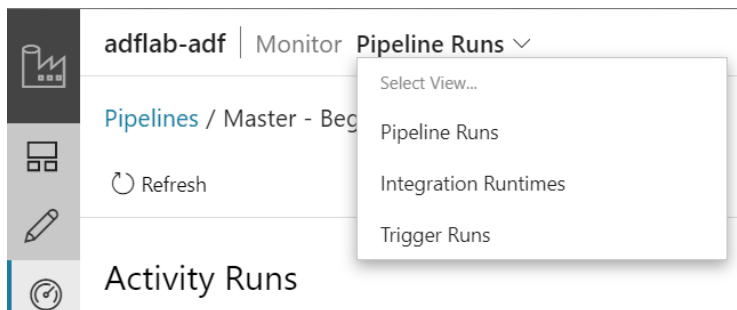 adflab-adf Monitor Pipeline Runs
Select View...
Pipelines / Master - Beg
Pipeline Runs
Refresh
Integration Runtimes
Trigger Runs
Activity Runs